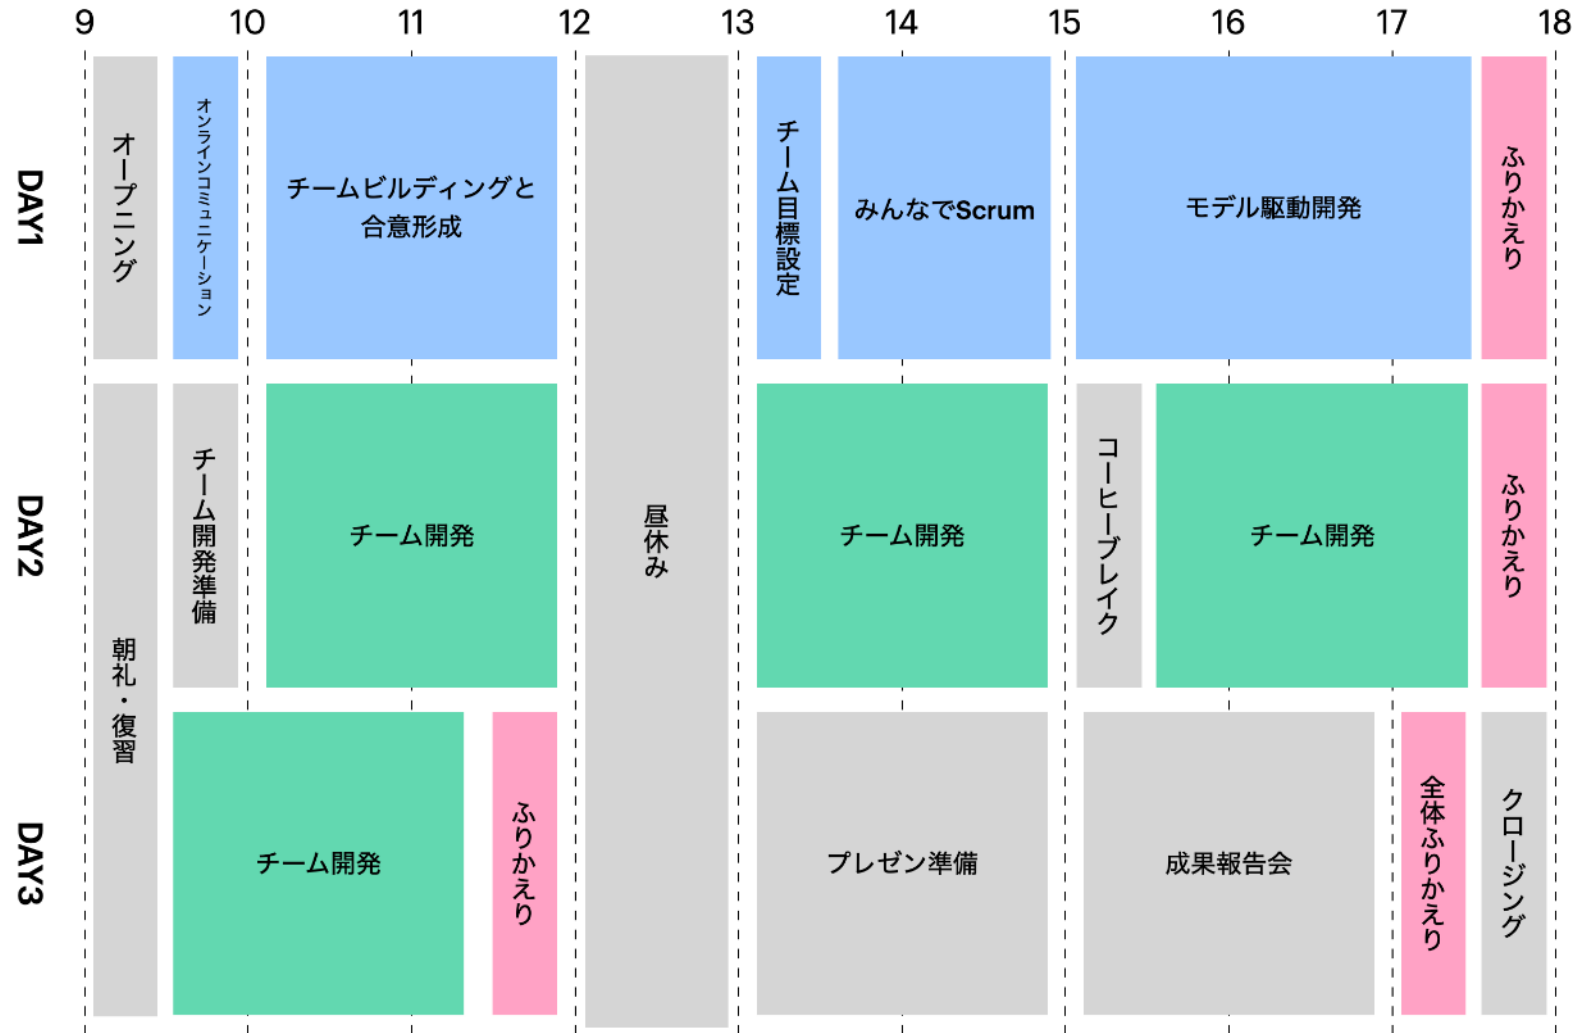 9 10 11 12 13 14 15 16 17 18
DAY1
オープニング
オンラインコミュニケーション
チームビルディングと
合意形成
チーム目標設定
みんなでScrum
モデル駆動開発
ふりかえり
昼休み
DAY2
朝礼・復習
チーム開発準備
チーム開発
チーム開発
コーヒーブレイク
チーム開発
ふりかえり
DAY3
チーム開発
ふりかえり
プレゼン準備
成果報告会
全体ふりかえり
クロージング